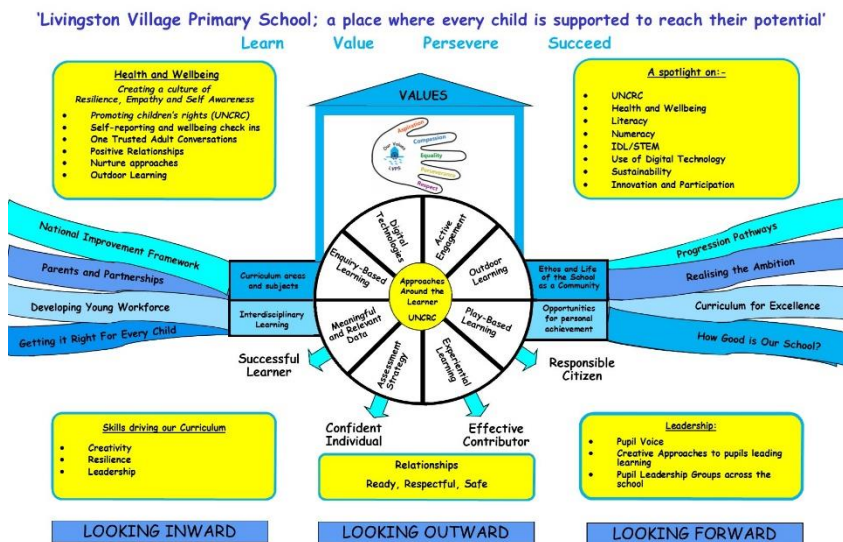 'Livingston Village Primary School; a place where every child is supported to reach their potential'
Learn Value Persevere Succeed
Health and Wellbeing
Creating a culture of
Resilience, Empathy and Self Awareness
• Promoting children's rights (UNCRC)
• Self-reporting and wellbeing check ins
• One Trusted Adult Conversations
• Positive Relationships
• Nurture approaches
• Outdoor Learning
VALUES
Aspiration
Compassion
Equality
Perseverance
Respect
Our Values
LVPS
A spotlight on:-
• UNCRC
• Health and Wellbeing
• Literacy
• Numeracy
• IDL/STEM
• Use of Digital Technology
• Sustainability
• Innovation and Participation
National Improvement Framework
Parents and Partnerships
Developing Young Workforce
Getting it Right For Every Child
Curriculum areas
and subjects
Interdisciplinary
Learning
Digital
Technologies
Active
Engagement
Enquiry-Based
Learning
Outdoor
Learning
Approaches
Around the
Learner
UNCRC
Meaningful
and Relevant
Data
Play-Based
Learning
Assessment
Strategy
Experiential
Learning
Ethos and Life
of the School
as a Community
Opportunities
for personal
achievement
Progression Pathways
Realising the Ambition
Curriculum for Excellence
How Good is Our School?
Successful
Learner
Confident
Individual
Effective
Contributor
Responsible
Citizen
Skills driving our Curriculum
• Creativity
• Resilience
• Leadership
Relationships
Ready, Respectful, Safe
Leadership:
• Pupil Voice
• Creative Approaches to pupils leading
learning
• Pupil Leadership Groups across the
school
LOOKING INWARD
LOOKING OUTWARD
LOOKING FORWARD